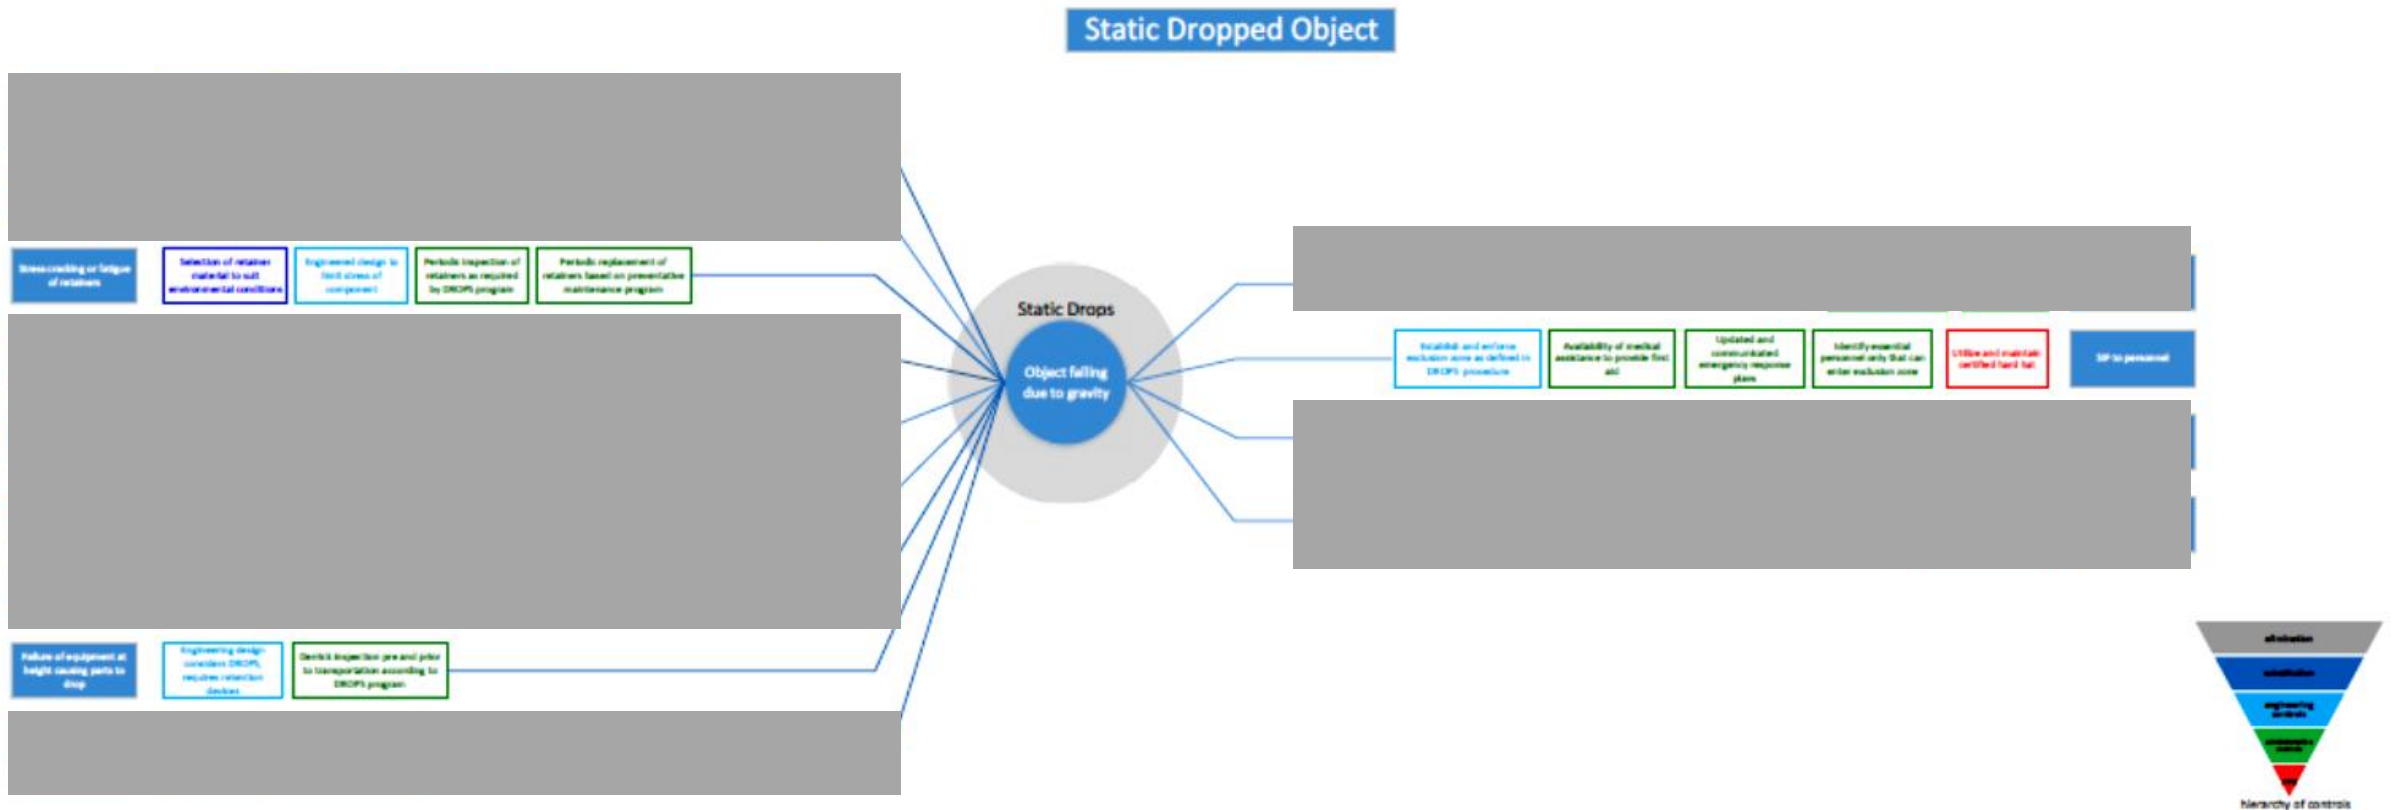 Static Dropped Object
Stress cracking or fatigue
of retainers
Selection of retainer
material to suit
environmental conditions
Engineered design to
limit stress of
component
Periodic inspection of
retainers as required
by DROPS program
Periodic replacement of
retainers based on preventative
maintenance program
Static Drops
Object falling
due to gravity
Establish and enforce
exclusion zone as defined in
DROPS procedure
Availability of medical
assistance to provide first
aid
Updated and
communicated
emergency response
plans
Identify essential
personnel only that can
enter exclusion zone
Utilize and maintain
certified hard hat
SIF to personnel
Failure of equipment at
height causing parts to
drop
Engineering design
considers DROPS,
requires retention
devices
Derrick inspection pre and prior
to transportation according to
DROPS program
elimination
substitution
engineering
controls
administrative
controls
hierarchy of controls